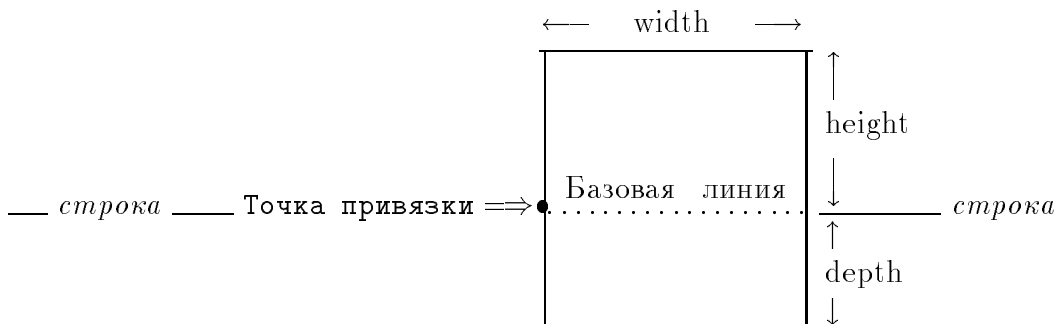 width
height
Базовая линия
строка Точка привязки строка
depth